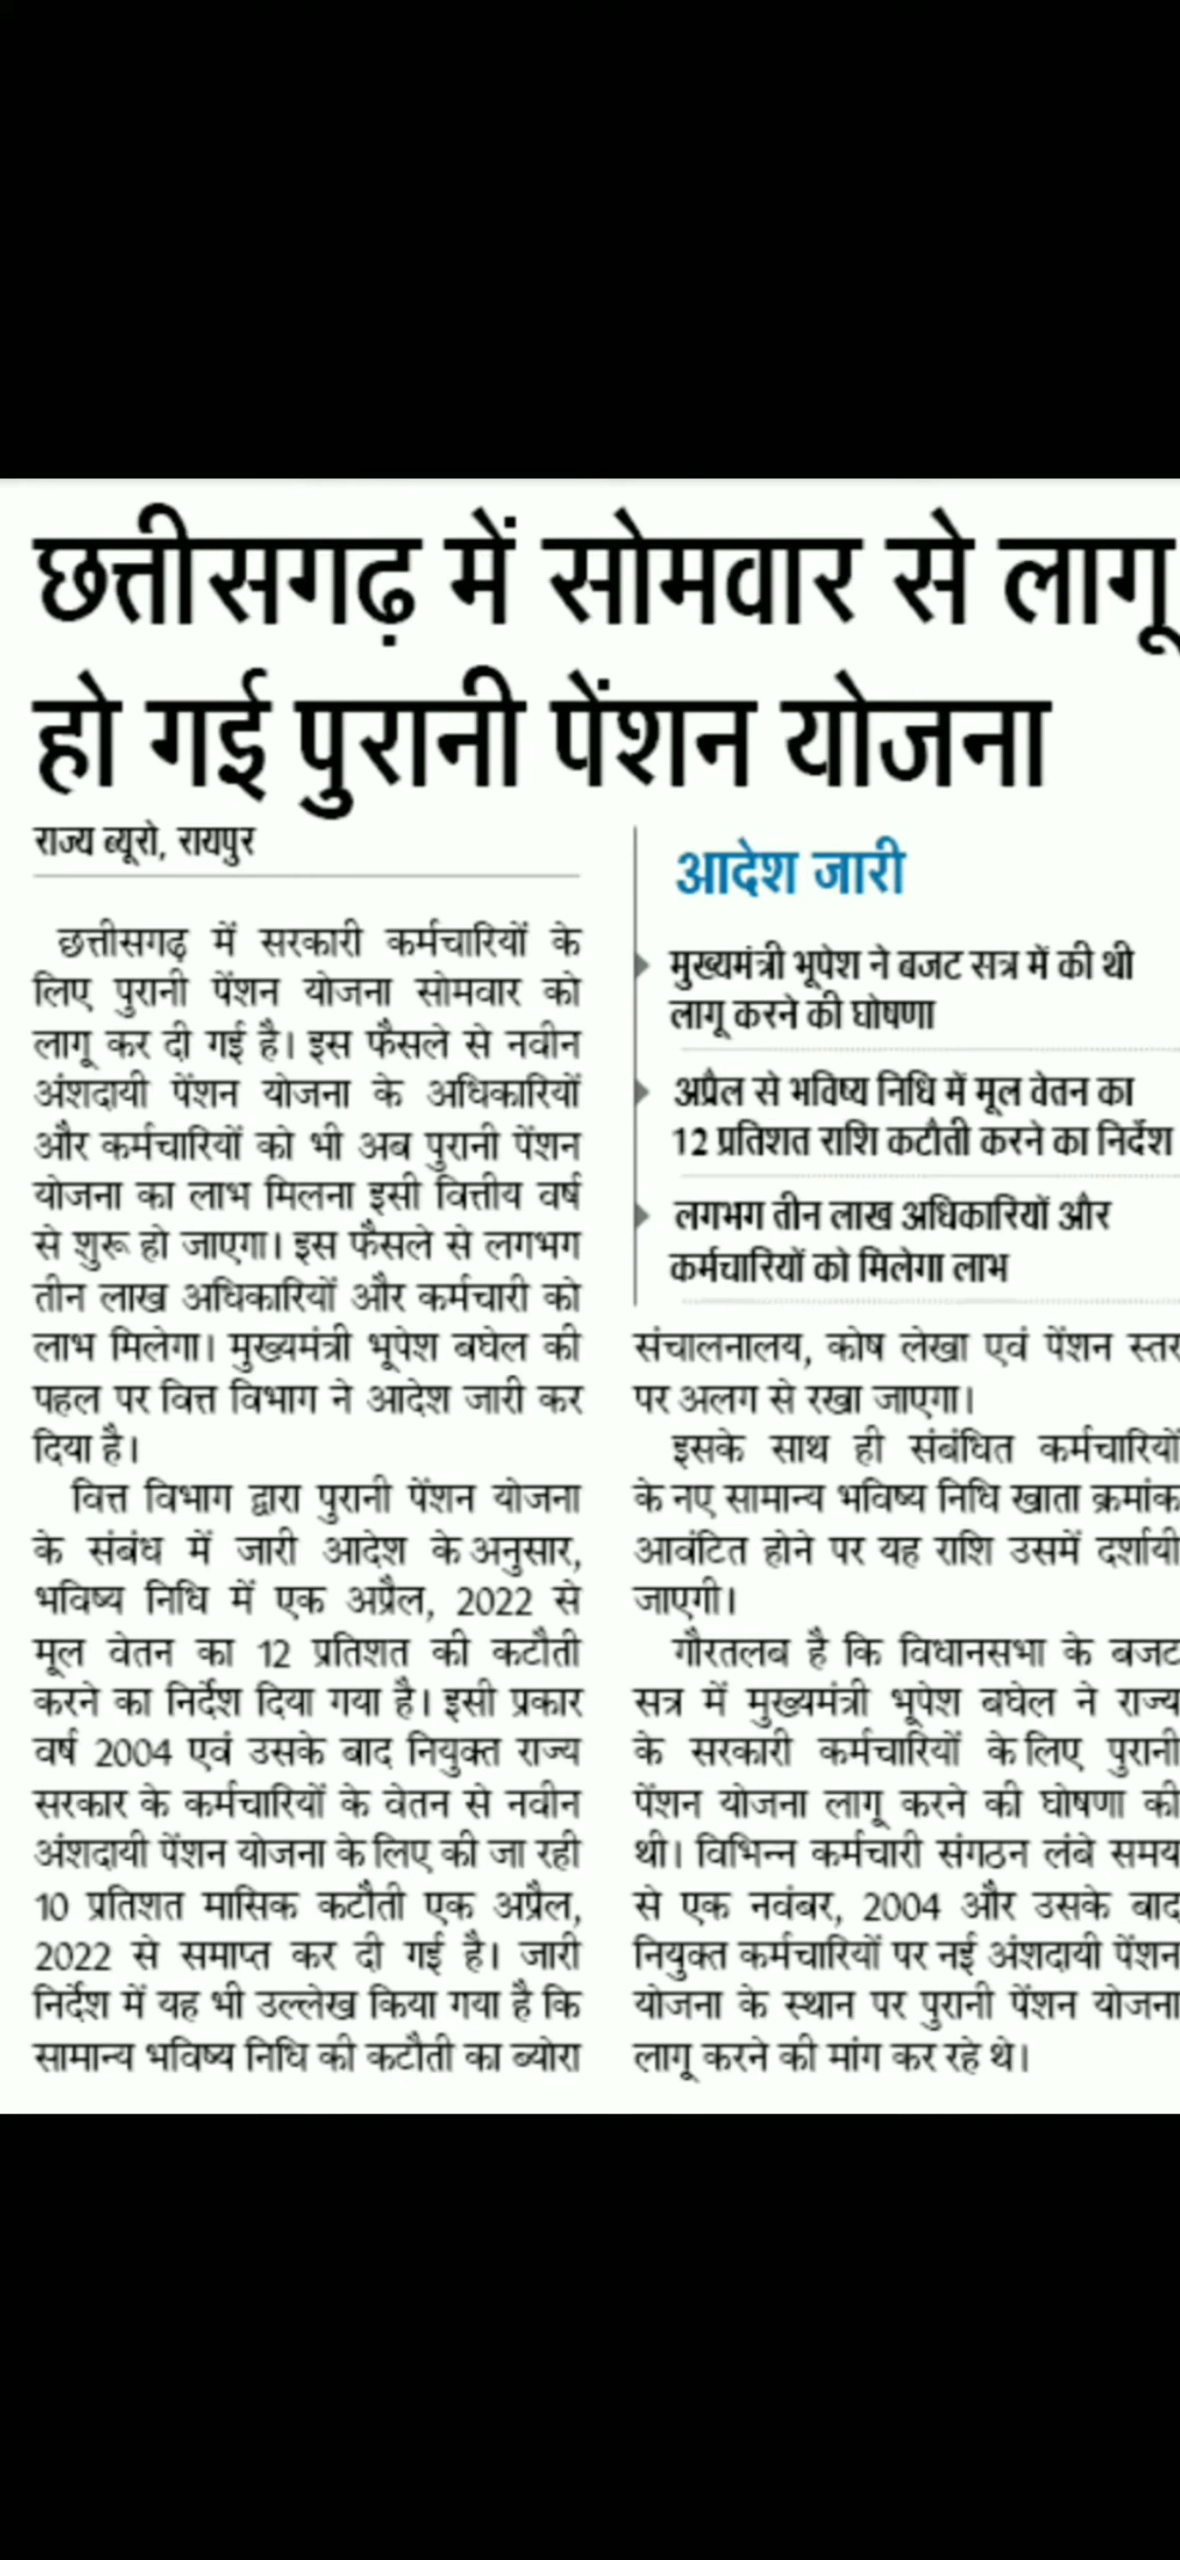 छत्तीसगढ़ में सोमवार से लागू
हो गई पुरानी पेंशन योजना
राज्य ब्यूरो, रायपुर
छत्तीसगढ़ में सरकारी कर्मचारियों के
लिए पुरानी पेंशन योजना सोमवार को
लागू कर दी गई है। इस फैसले से नवीन
अंशदायी पेंशन योजना के अधिकारियों
और कर्मचारियों को भी अब पुरानी पेंशन
योजना का लाभ मिलना इसी वित्तीय वर्ष
से शुरू हो जाएगा। इस फैसले से लगभग
तीन लाख अधिकारियों और कर्मचारी को
लाभ मिलेगा। मुख्यमंत्री भूपेश बघेल की
पहल पर वित्त विभाग ने आदेश जारी कर
दिया है।
वित्त विभाग द्वारा पुरानी पेंशन योजना
के संबंध में जारी आदेश के अनुसार,
भविष्य निधि में एक अप्रैल, 2022 से
मूल वेतन का 12 प्रतिशत की कटौती
करने का निर्देश दिया गया है। इसी प्रकार
वर्ष 2004 एवं उसके बाद नियुक्त राज्य
सरकार के कर्मचारियों के वेतन से नवीन
अंशदायी पेंशन योजना के लिए की जा रही
10 प्रतिशत मासिक कटौती एक अप्रैल,
2022 से समाप्त कर दी गई है। जारी
निर्देश में यह भी उल्लेख किया गया है कि
सामान्य भविष्य निधि की कटौती का ब्योरा
आदेश जारी
मुख्यमंत्री भूपेश ने बजट सत्र में की थी
लागू करने की घोषणा
अप्रैल से भविष्य निधि में मूल वेतन का
12 प्रतिशत राशि कटौती करने का निर्देश
लगभग तीन लाख अधिकारियों और
कर्मचारियों को मिलेगा लाभ
संचालनालय, कोष लेखा एवं पेंशन स्तर
पर अलग से रखा जाएगा।
इसके साथ ही संबंधित कर्मचारियों
के नए सामान्य भविष्य निधि खाता क्रमांक
आवंटित होने पर यह राशि उसमें दर्शायी
जाएगी।
गौरतलब है कि विधानसभा के बजट
सत्र में मुख्यमंत्री भूपेश बघेल ने राज्य
के सरकारी कर्मचारियों के लिए पुरानी
पेंशन योजना लागू करने की घोषणा की
थी। विभिन्न कर्मचारी संगठन लंबे समय
से एक नवंबर, 2004 और उसके बाद
नियुक्त कर्मचारियों पर नई अंशदायी पेंशन
योजना के स्थान पर पुरानी पेंशन योजना
लागू करने की मांग कर रहे थे।